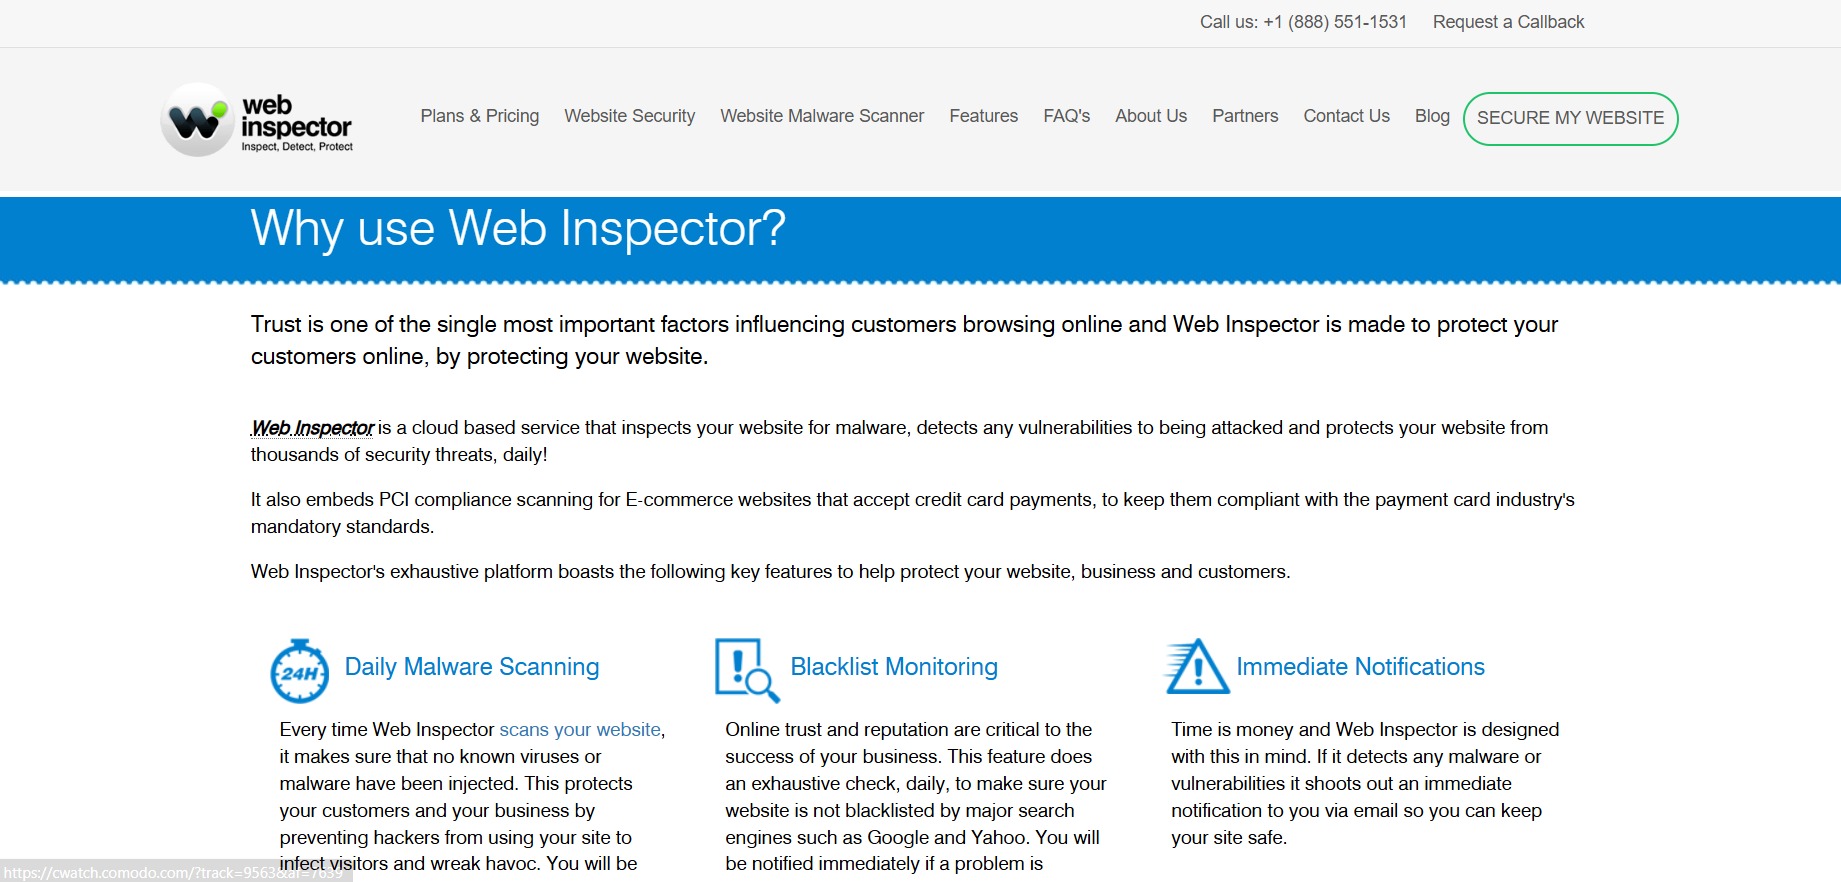 Call us: +1 (888) 551-1531 Request a Callback
web
inspector
Inspect, Detect, Protect
Plans & Pricing Website Security Website Malware Scanner Features FAQ's About Us Partners Contact Us Blog SECURE MY WEBSITE
Why use Web Inspector?
Trust is one of the single most important factors influencing customers browsing online and Web Inspector is made to protect your
customers online, by protecting your website.
Web Inspector is a cloud based service that inspects your website for malware, detects any vulnerabilities to being attacked and protects your website from
thousands of security threats, daily!
It also embeds PCI compliance scanning for E-commerce websites that accept credit card payments, to keep them compliant with the payment card industry's
mandatory standards.
Web Inspector's exhaustive platform boasts the following key features to help protect your website, business and customers.
24H
Daily Malware Scanning
Every time Web Inspector scans your website,
it makes sure that no known viruses or
malware have been injected. This protects
your customers and your business by
preventing hackers from using your site to
infect visitors and wreak havoc. You will be
Blacklist Monitoring
Online trust and reputation are critical to the
success of your business. This feature does
an exhaustive check, daily, to make sure your
website is not blacklisted by major search
engines such as Google and Yahoo. You will
be notified immediately if a problem is
Immediate Notifications
Time is money and Web Inspector is designed
with this in mind. If it detects any malware or
vulnerabilities it shoots out an immediate
notification to you via email so you can keep
your site safe.
https://cwatch.comodo.com/?track=9563&af=7639